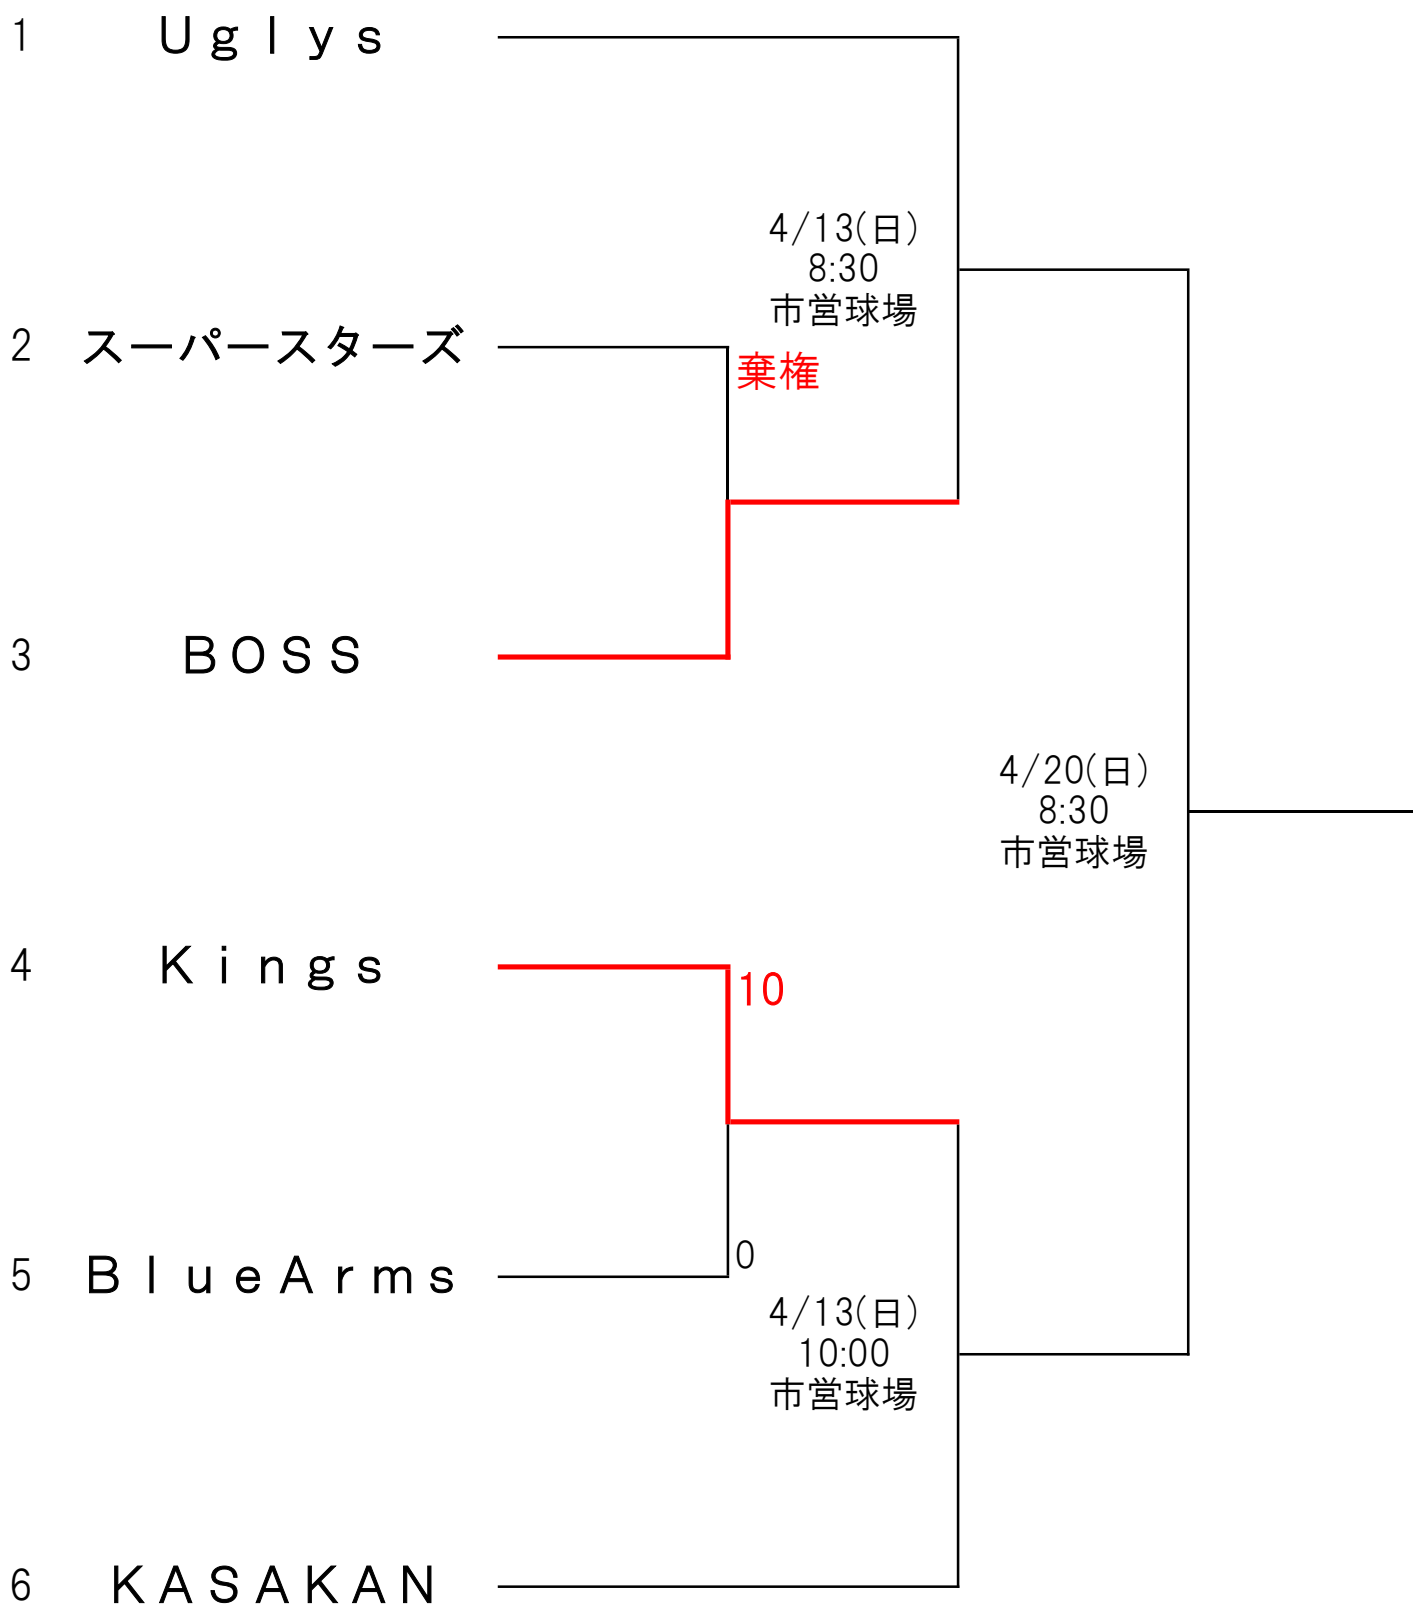 1 Uglys
4/13(日)
8:30
市営球場
2 スーパースターズ
棄権
3 BOSS
4/20(日)
8:30
市営球場
4 Kings
10
5 BlueArms
0
4/13(日)
10:00
市営球場
6 KASAKAN